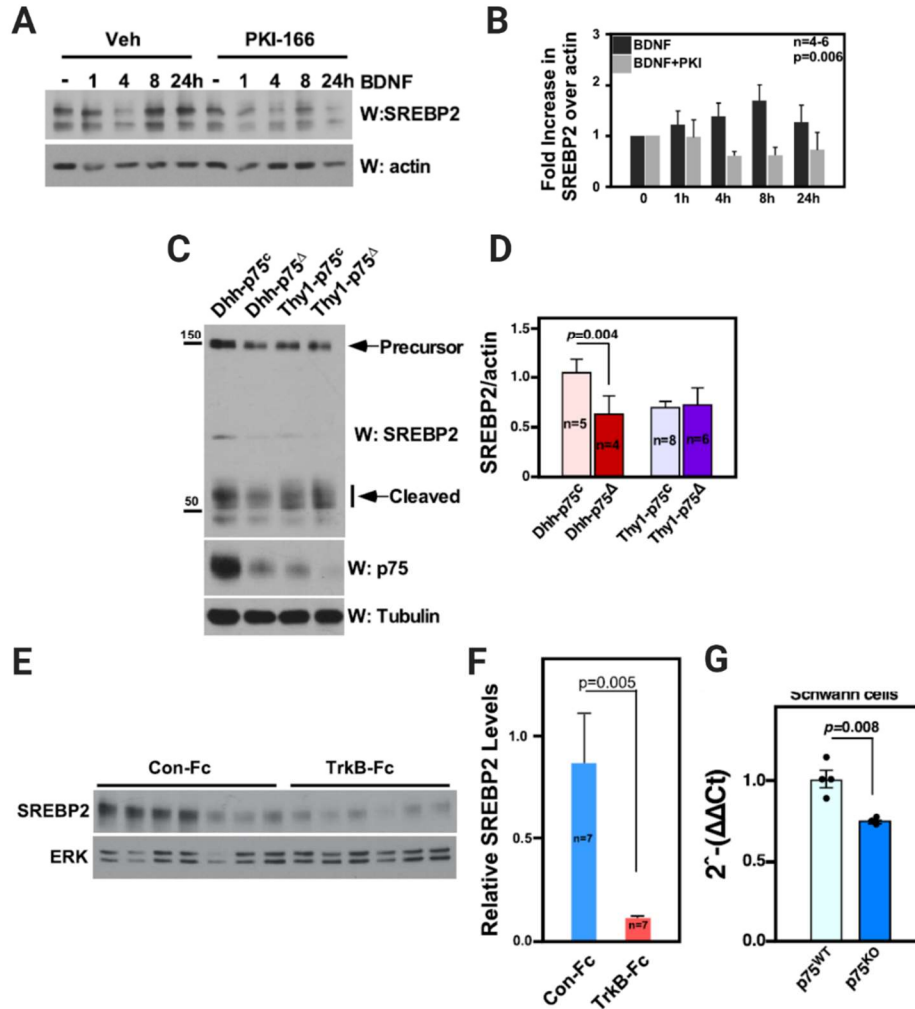 A
Veh PKI-166
- 1 4 8 24h - 1 4 8 24h BDNF
W:SREBP2
W: actin
B
Fold Increase in
SREBP2 over actin
3
2
1
0
BDNF
BDNF+PKI
n=4-6
p=0.006
0 1h 4h 8h 24h
C
Dhh-p75ᶜ
Dhh-p75^Δ
Thy1-p75ᶜ
Thy1-p75^Δ
150
Precursor
W: SREBP2
50
Cleaved
W: p75
W: Tubulin
D
SREBP2/actin
1.5
1.0
0.5
0
p=0.004
n=5
n=4
n=8
n=6
Dhh-p75ᶜ
Dhh-p75^Δ
Thy1-p75ᶜ
Thy1-p75^Δ
E
Con-Fc TrkB-Fc
SREBP2
ERK
F
Relative SREBP2 Levels
1.0
0.5
0.0
p=0.005
n=7
n=7
Con-Fc
TrkB-Fc
G
Schwann cells
2^-(ΔΔCt)
1.0
0.5
0.0
p=0.008
p75ᵂᵀ
p75ᴷᴼ